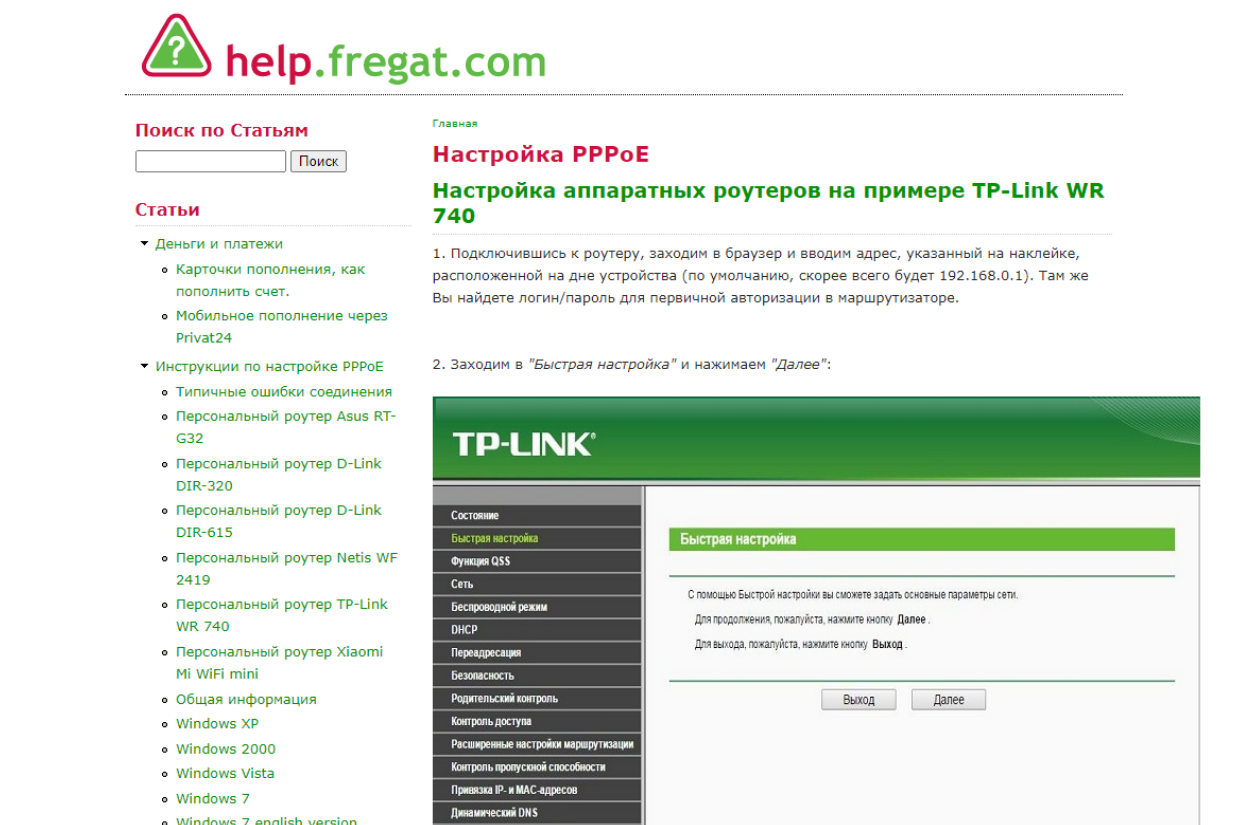 help.fregat.com
Поиск по Статьям
Поиск
Статьи
Деньги и платежи
Карточки пополнения, как
пополнить счет.
Мобильное пополнение через
Privat24
Инструкции по настройке PPPoE
Типичные ошибки соединения
Персональный роутер Asus RT-
G32
Персональный роутер D-Link
DIR-320
Персональный роутер D-Link
DIR-615
Персональный роутер Netis WF
2419
Персональный роутер TP-Link
WR 740
Персональный роутер Xiaomi
Mi WiFi mini
Общая информация
Windows XP
Windows 2000
Windows Vista
Windows 7
Windows 7 english version
Главная
Настройка PPPoE
Настройка аппаратных роутеров на примере TP-Link WR
740
1. Подключившись к роутеру, заходим в браузер и вводим адрес, указанный на наклейке,
расположенной на дне устройства (по умолчанию, скорее всего будет 192.168.0.1). Там же
Вы найдете логин/пароль для первичной авторизации в маршрутизаторе.
2. Заходим в "Быстрая настройка" и нажимаем "Далее":
TP-LINK®
Состояние
Быстрая настройка
Функция QSS
Сеть
Беспроводной режим
DHCP
Переадресация
Безопасность
Родительский контроль
Контроль доступа
Расширенные настройки маршрутизации
Контроль пропускной способности
Привязка IP- и MAC-адресов
Динамический DNS
Быстрая настройка
С помощью Быстрой настройки вы сможете задать основные параметры сети.
Для продолжения, пожалуйста, нажмите кнопку Далее .
Для выхода, пожалуйста, нажмите кнопку Выход .
Выход
Далее